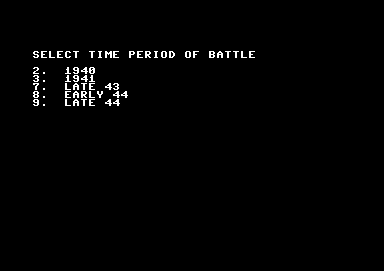 SELECT TIME PERIOD OF BATTLE
2. 1940
3. 1941
7. LATE 43
8. EARLY 44
9. LATE 44